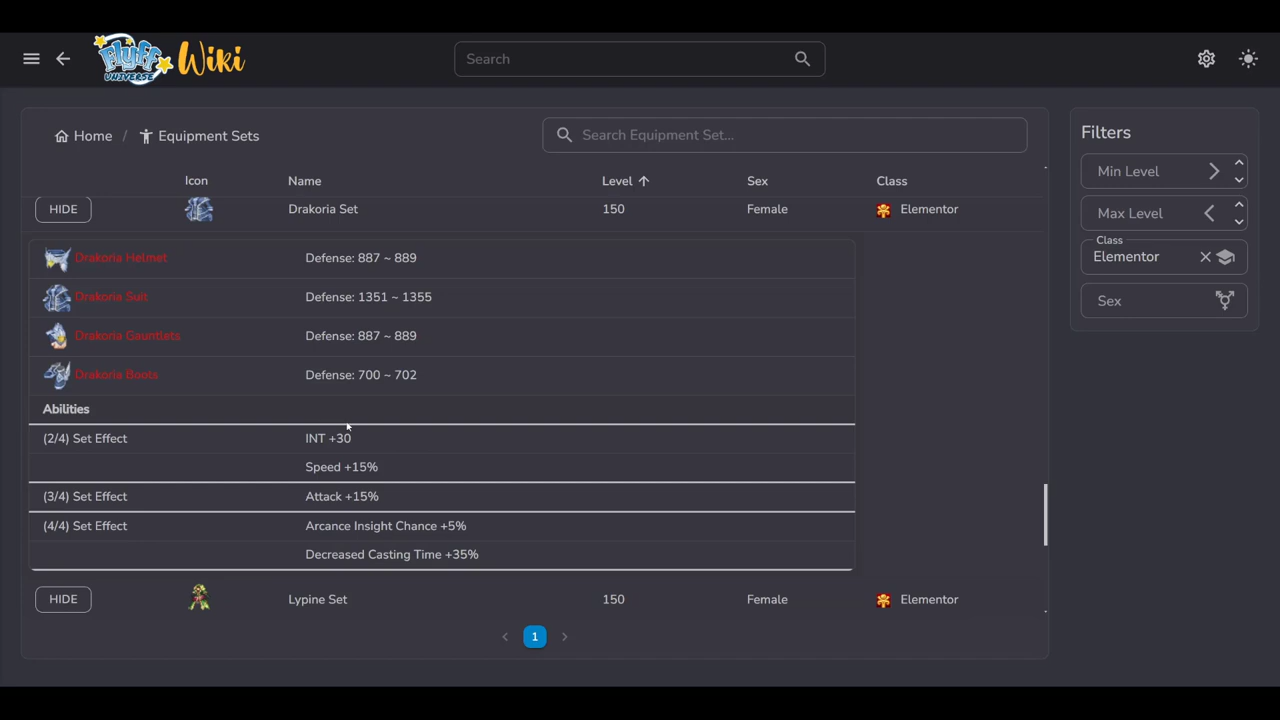 Flyff UNIVERSE Wiki
Search
Home / Equipment Sets
Search Equipment Set...
Filters
Min Level
Max Level
Class
Elementor
Sex
Icon Name Level Sex Class
HIDE Drakoria Set 150 Female Elementor
Drakoria Helmet Defense: 887 ~ 889
Drakoria Suit Defense: 1351 ~ 1355
Drakoria Gauntlets Defense: 887 ~ 889
Drakoria Boots Defense: 700 ~ 702
Abilities
(2/4) Set Effect INT +30
Speed +15%
(3/4) Set Effect Attack +15%
(4/4) Set Effect Arcance Insight Chance +5%
Decreased Casting Time +35%
HIDE Lypine Set 150 Female Elementor
1